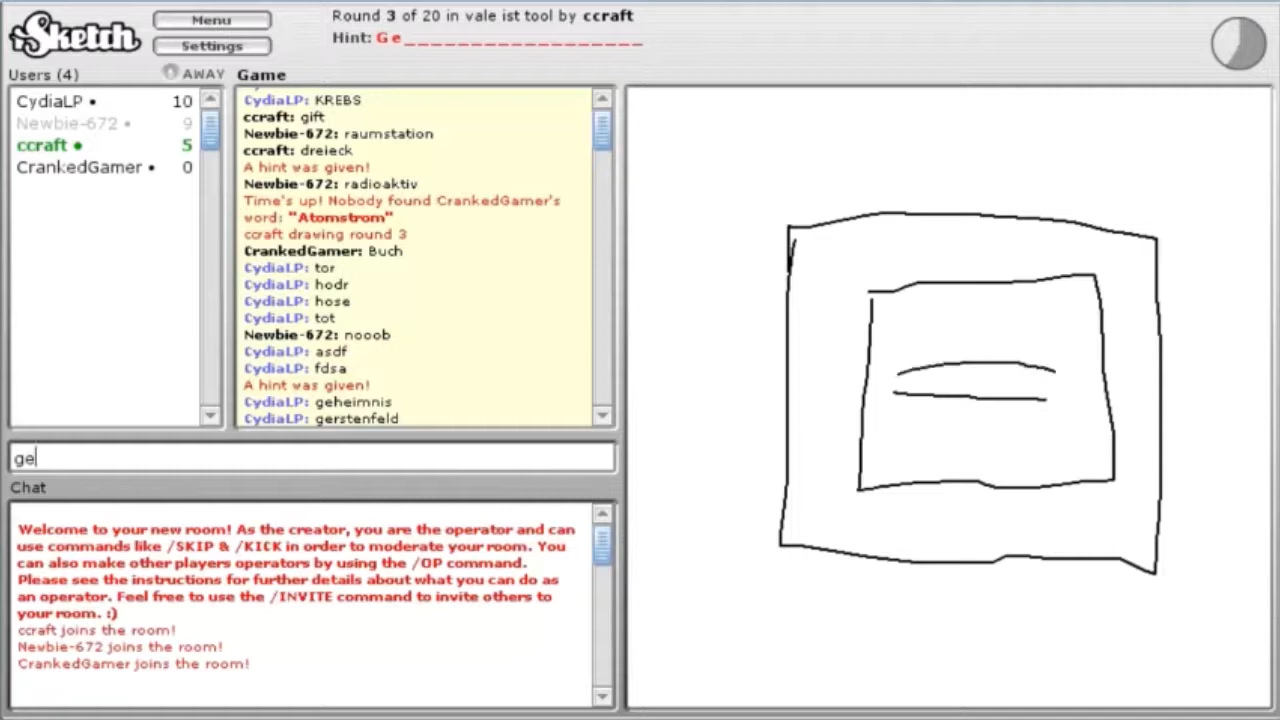 iSketch
Menu
Settings
Round 3 of 20 in vale ist tool by ccraft
Hint: Ge__________________
Users (4)
AWAY
CydiaLP • 10
Newbie-672 • 9
ccraft • 5
CrankedGamer • 0
Game
CydiaLP: KREBS
ccraft: gift
Newbie-672: raumstation
ccraft: dreieck
A hint was given!
Newbie-672: radioaktiv
Time's up! Nobody found CrankedGamer's
word: "Atomstrom"
ccraft drawing round 3
CrankedGamer: Buch
CydiaLP: tor
CydiaLP: hodr
CydiaLP: hose
CydiaLP: tot
Newbie-672: nooob
CydiaLP: asdf
CydiaLP: fdsa
A hint was given!
CydiaLP: geheimnis
CydiaLP: gerstenfeld
ge
Chat
Welcome to your new room! As the creator, you are the operator and can
use commands like /SKIP & /KICK in order to moderate your room. You
can also make other players operators by using the /OP command.
Please see the instructions for further details about what you can do as
an operator. Feel free to use the /INVITE command to invite others to
your room. :)
ccraft joins the room!
Newbie-672 joins the room!
CrankedGamer joins the room!